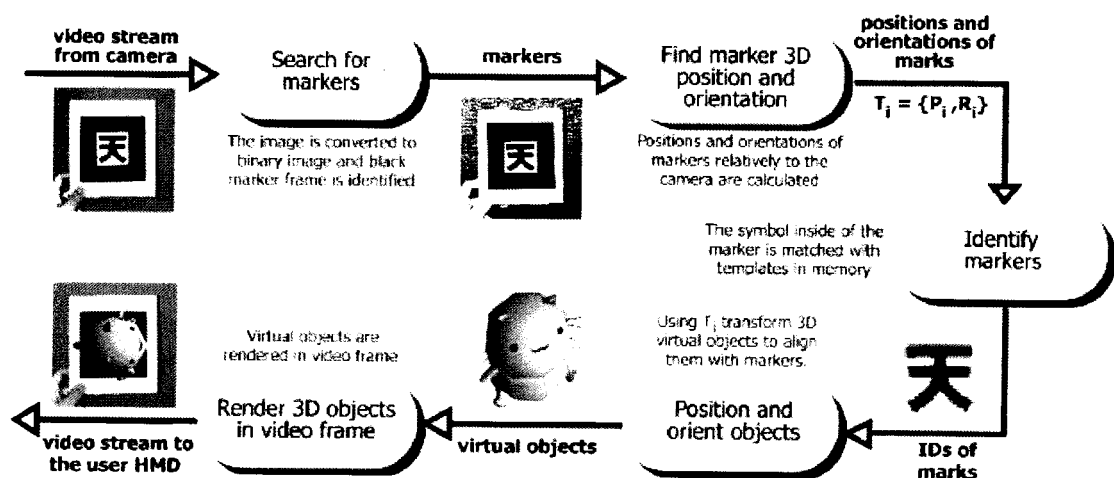 video stream
from camera
Search for
markers
markers
Find marker 3D
position and
orientation
positions and
orientations of
marks
T_i = {P_i, R_i}
天
The image is converted to
binary image and black
marker frame is identified
天
Positions and orientations of
markers relatively to the
camera are calculated
The symbol inside of the
marker is matched with
templates in memory
Identify
markers
Virtual objects are
rendered in video frame
Using T_i transform 3D
virtual objects to align
them with markers.
天
video stream to
the user HMD
Render 3D objects
in video frame
virtual objects
Position and
orient objects
IDs of
marks